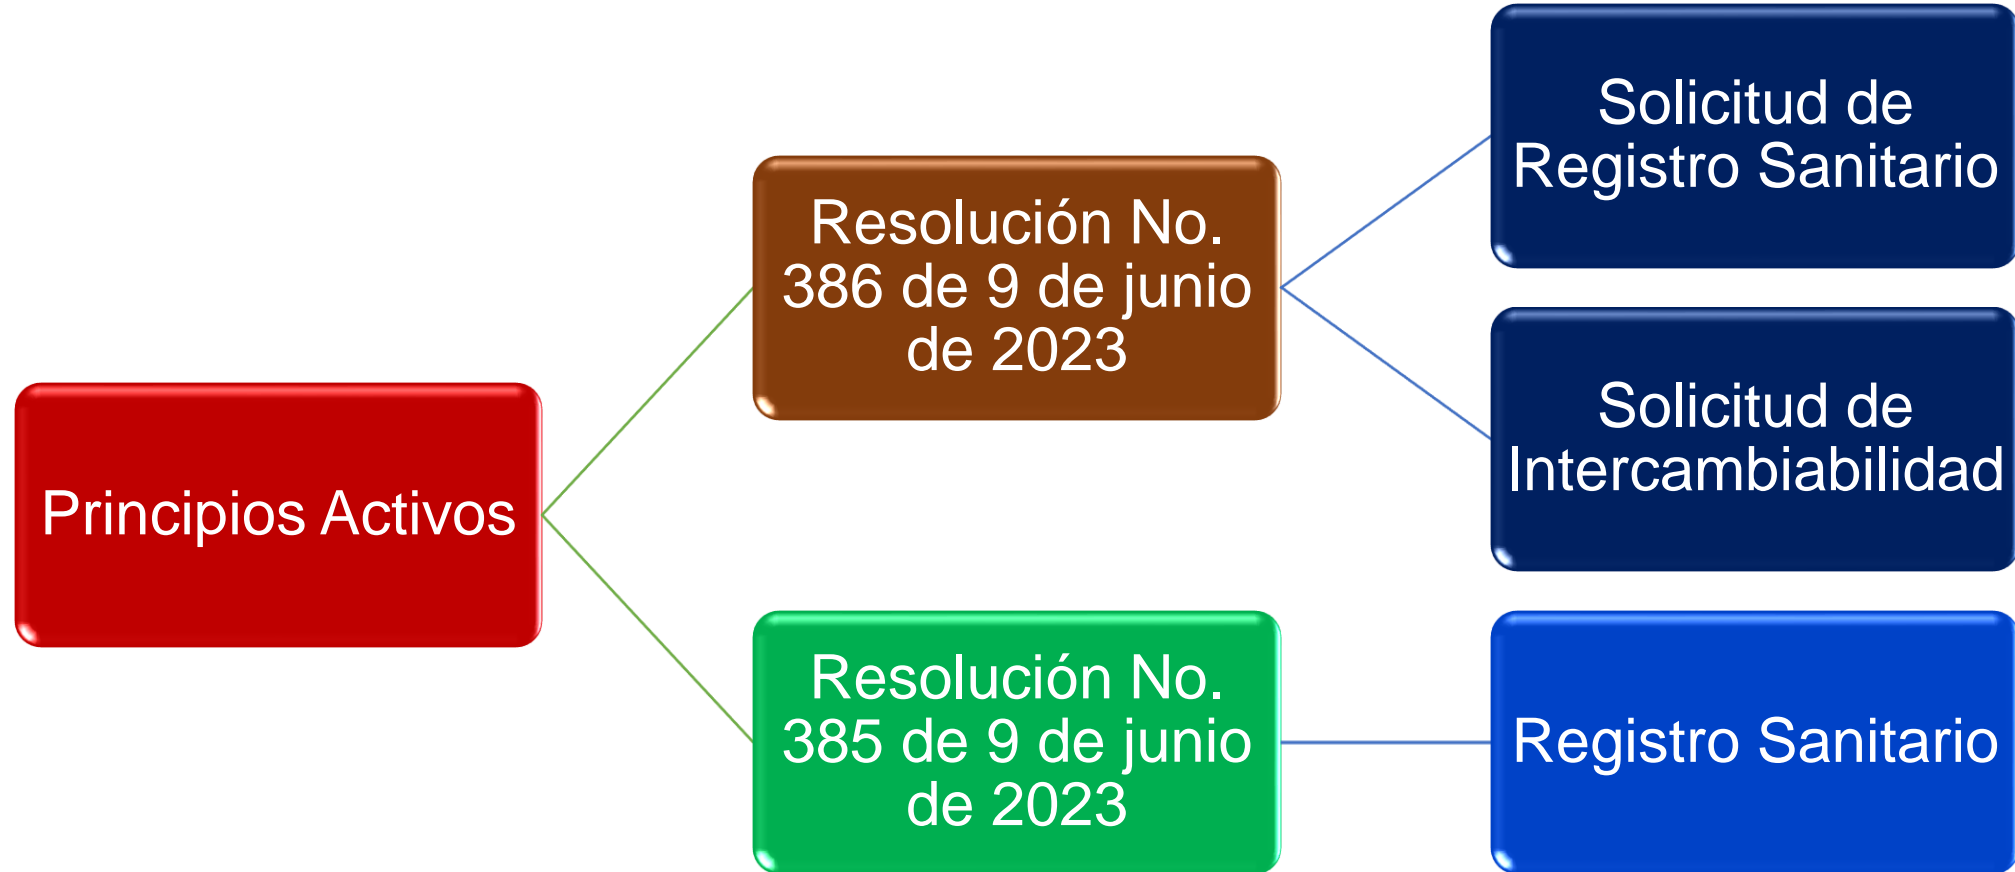 Principios Activos
Resolución No.
386 de 9 de junio
de 2023
Solicitud de
Registro Sanitario
Solicitud de
Intercambiabilidad
Resolución No.
385 de 9 de junio
de 2023
Registro Sanitario